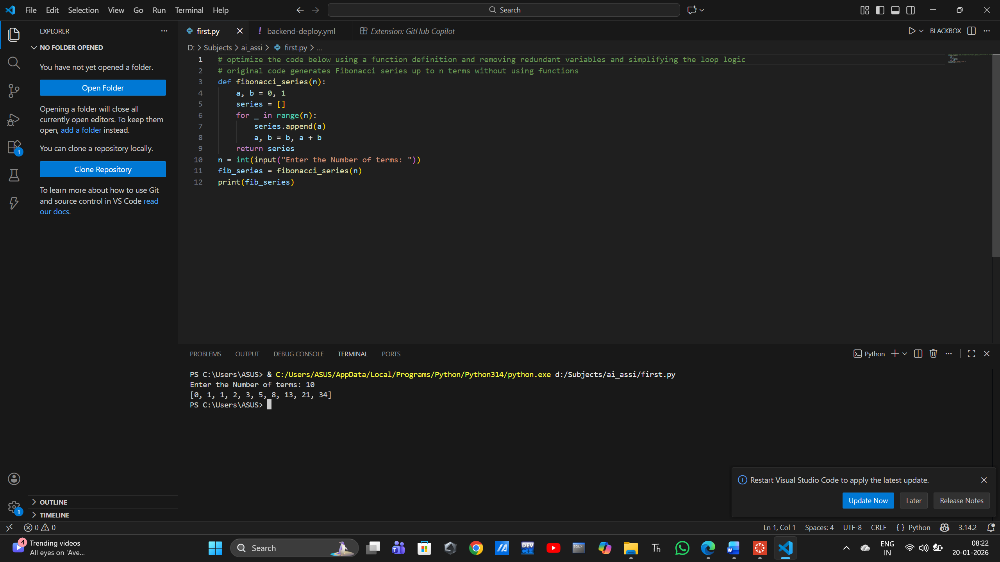 File Edit Selection View Go Run Terminal Help
Search
EXPLORER
NO FOLDER OPENED
You have not yet opened a folder.
Open Folder
Opening a folder will close all
currently open editors. To keep them
open, add a folder instead.
You can clone a repository locally.
Clone Repository
To learn more about how to use Git
and source control in VS Code read
our docs.
OUTLINE
TIMELINE
1
1
first.py
backend-deploy.yml
Extension: GitHub Copilot
BLACKBOX
D: > Subjects > ai_assi > first.py > ...
1 # optimize the code below using a function definition and removing redundant variables and simplifying the loop logic
2 # original code generates Fibonacci series up to n terms without using functions
3 def fibonacci_series(n):
4 a, b = 0, 1
5 series = []
6 for _ in range(n):
7 series.append(a)
8 a, b = b, a + b
9 return series
10 n = int(input("Enter the Number of terms: "))
11 fib_series = fibonacci_series(n)
12 print(fib_series)
PROBLEMS OUTPUT DEBUG CONSOLE TERMINAL PORTS
Python
PS C:\Users\ASUS> & C:/Users/ASUS/AppData/Local/Programs/Python/Python314/python.exe d:/Subjects/ai_assi/first.py
Enter the Number of terms: 10
[0, 1, 1, 2, 3, 5, 8, 13, 21, 34]
PS C:\Users\ASUS>
Restart Visual Studio Code to apply the latest update.
Update Now Later Release Notes
0 0
Ln 1, Col 1 Spaces: 4 UTF-8 CRLF { } Python 3.14.2
4
Trending videos
All eyes on 'Ave...
Search
T
DEV
C++
SQL>
Th
W
ENG
IN
08:22
20-01-2026